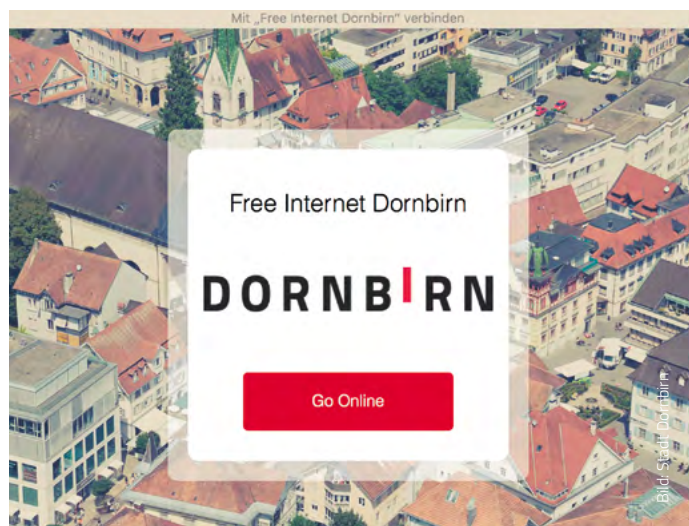 Mit „Free Internet Dornbirn“ verbinden
Free Internet Dornbirn
DORNBIRN
Go Online
Bild: Stadt Dornbirn